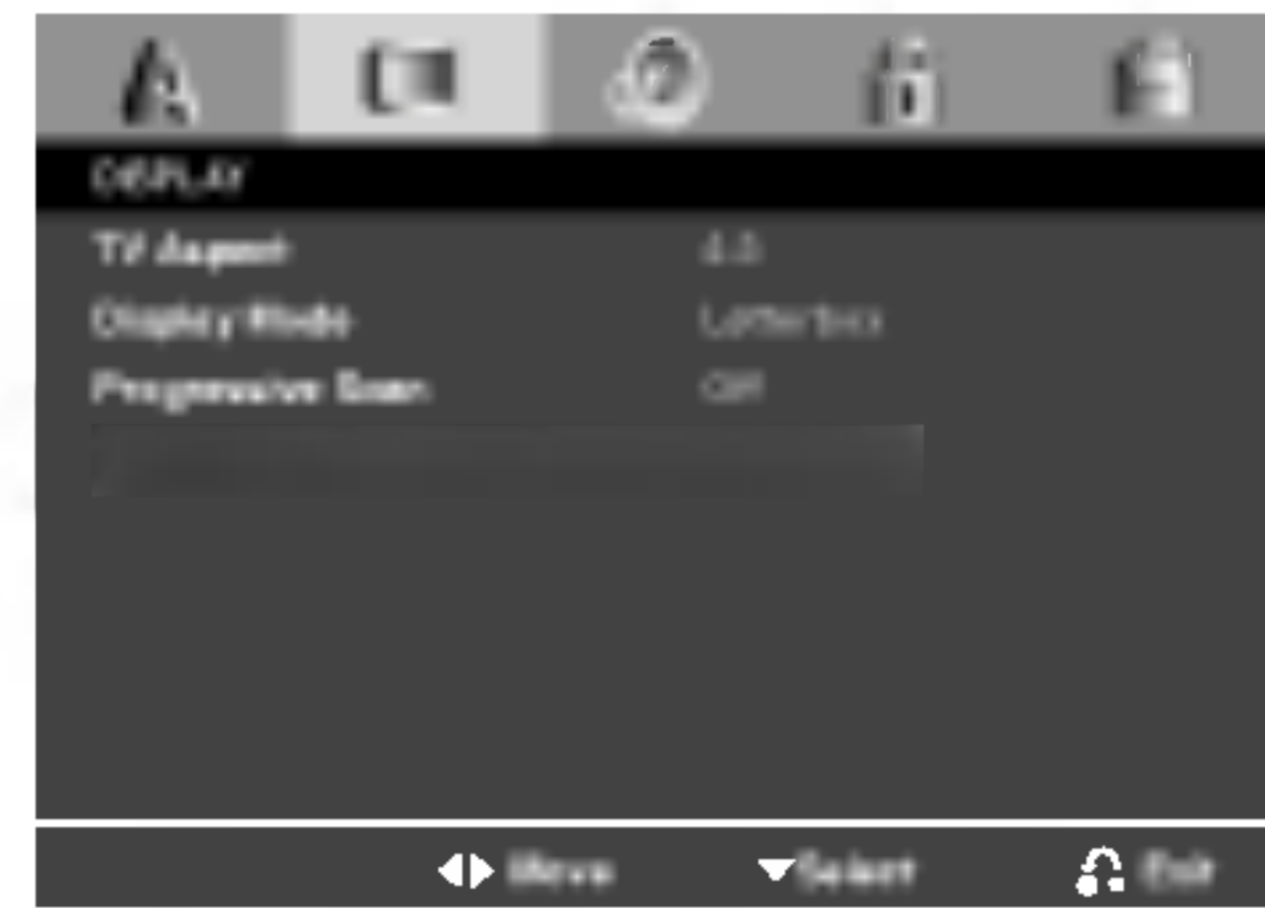 DISPLAY
TV Aspect 4:3
Display Mode Letterbox
Progressive Scan Off
Move Select Exit